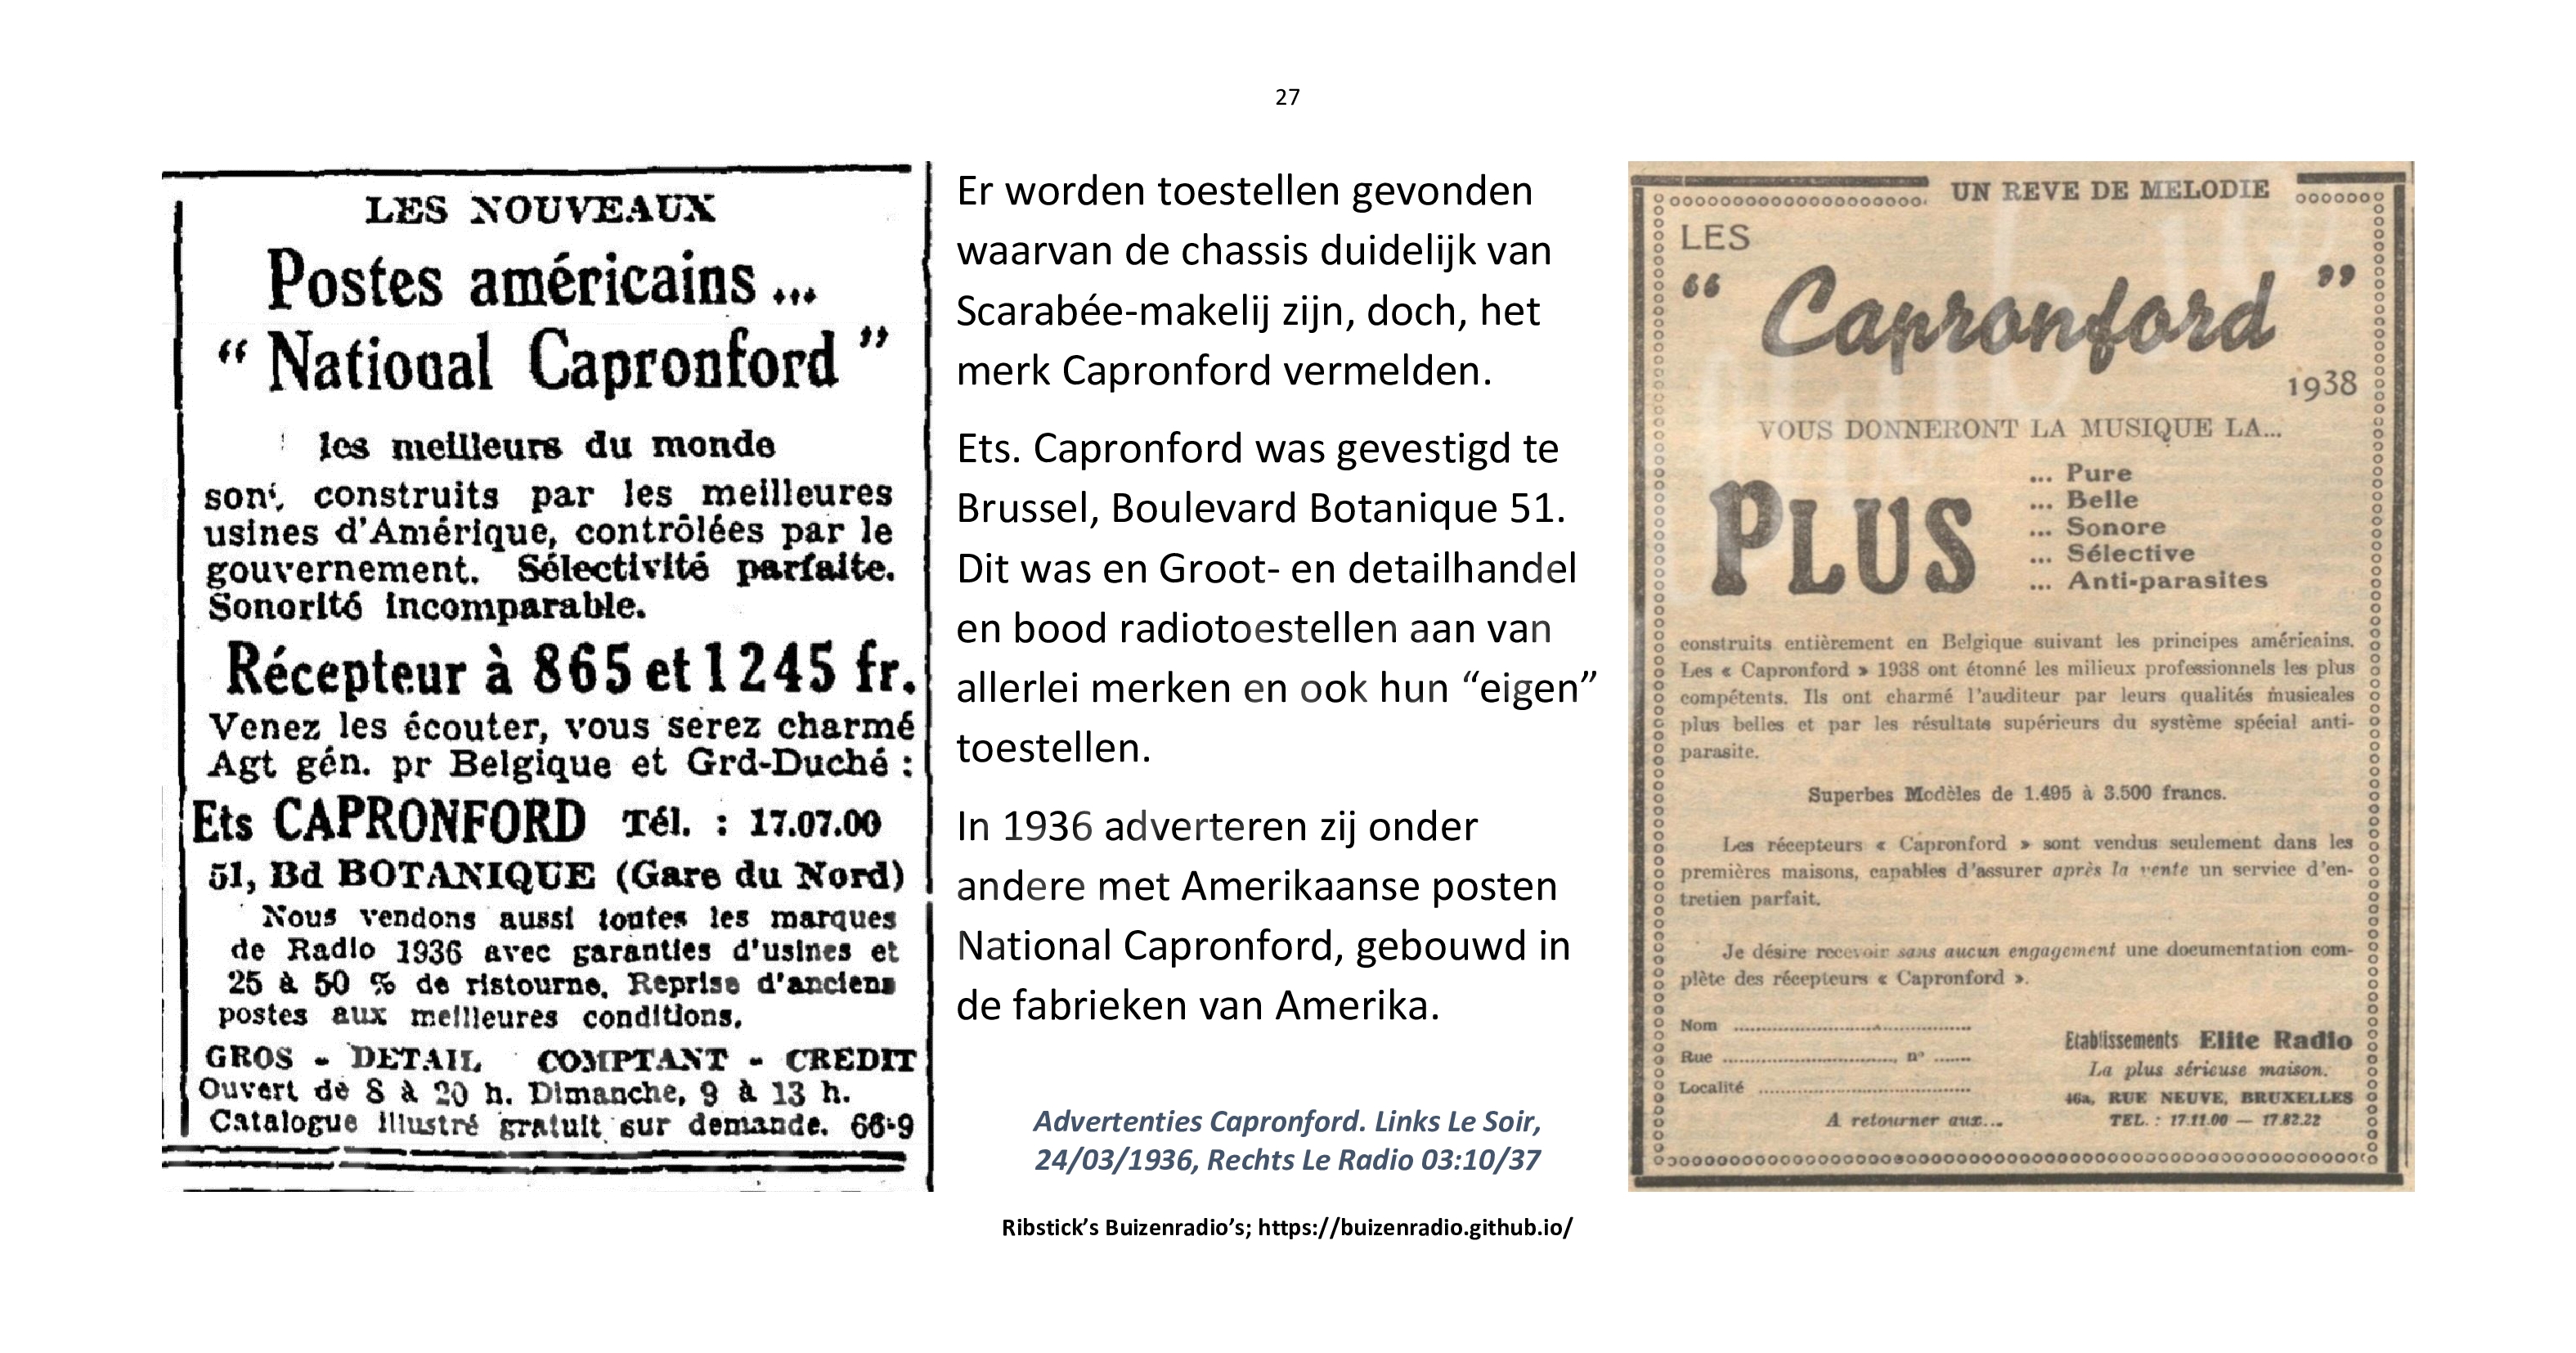 27
LES NOUVEAUX
Postes américains...
“ National Capronford ”
les meilleurs du monde
sont construits par les meilleures
usines d'Amérique, contrôlées par le
gouvernement. Sélectivité parfaite.
Sonorité incomparable.
Récepteur à 865 et 1245 fr.
Venez les écouter, vous serez charmé
Agt gén. pr Belgique et Grd-Duché :
Ets CAPRONFORD Tél. : 17.07.00
51, Bd BOTANIQUE (Gare du Nord)
Nous vendons aussi toutes les marques
de Radio 1936 avec garanties d'usines et
25 à 50 % de ristourne. Reprise d'anciens
postes aux meilleures conditions.
GROS - DETAIL COMPTANT - CREDIT
Ouvert de 8 à 20 h. Dimanche, 9 à 13 h.
Catalogue illustré gratuit sur demande. 66-9
Er worden toestellen gevonden
waarvan de chassis duidelijk van
Scarabée-makelij zijn, doch, het
merk Capronford vermelden.
Ets. Capronford was gevestigd te
Brussel, Boulevard Botanique 51.
Dit was en Groot- en detailhandel
en bood radiotoestellen aan van
allerlei merken en ook hun “eigen”
toestellen.
In 1936 adverteren zij onder
andere met Amerikaanse posten
National Capronford, gebouwd in
de fabrieken van Amerika.
Advertenties Capronford. Links Le Soir,
24/03/1936, Rechts Le Radio 03:10/37
UN REVE DE MELODIE
LES
“ Capronford ”
1938
VOUS DONNERONT LA MUSIQUE LA...
PLUS
... Pure
... Belle
... Sonore
... Sélective
... Anti-parasites
construits entièrement en Belgique suivant les principes américains.
Les « Capronford » 1938 ont étonné les milieux professionnels les plus
compétents. Ils ont charmé l'auditeur par leurs qualités musicales
plus belles et par les résultats supérieurs du système spécial anti-
parasite.
Superbes Modèles de 1.495 à 3.500 francs.
Les récepteurs « Capronford » sont vendus seulement dans les
premières maisons, capables d'assurer après la vente un service d'en-
tretien parfait.
Je désire recevoir sans aucun engagement une documentation com-
plète des récepteurs « Capronford ».
Nom ........................................
Rue ............................., n° .......
Localité ...................................
A retourner aux...
Etablissements Elite Radio
La plus sérieuse maison.
46a, RUE NEUVE, BRUXELLES
TEL. : 17.11.00 — 17.82.22
Ribstick’s Buizenradio’s; https://buizenradio.github.io/